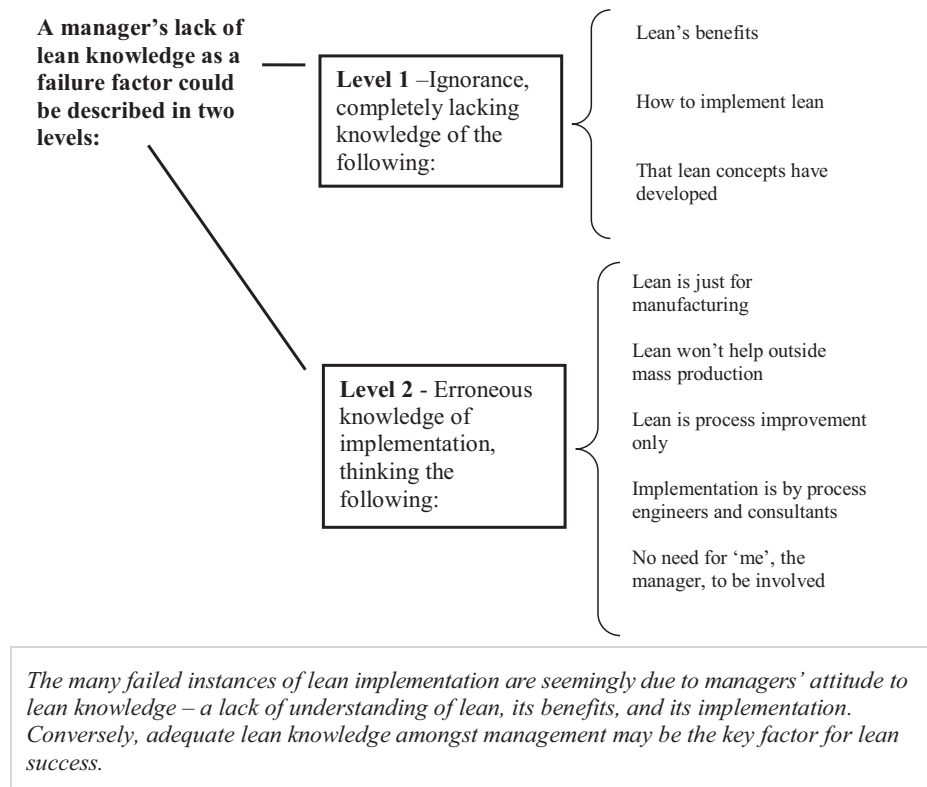 A manager’s lack of
lean knowledge as a
failure factor could
be described in two
levels:
Level 1 –Ignorance,
completely lacking
knowledge of the
following:
Lean’s benefits
How to implement lean
That lean concepts have
developed
Level 2 - Erroneous
knowledge of
implementation,
thinking the
following:
Lean is just for
manufacturing
Lean won’t help outside
mass production
Lean is process improvement
only
Implementation is by process
engineers and consultants
No need for ‘me’, the
manager, to be involved
The many failed instances of lean implementation are seemingly due to managers’ attitude to
lean knowledge – a lack of understanding of lean, its benefits, and its implementation.
Conversely, adequate lean knowledge amongst management may be the key factor for lean
success.